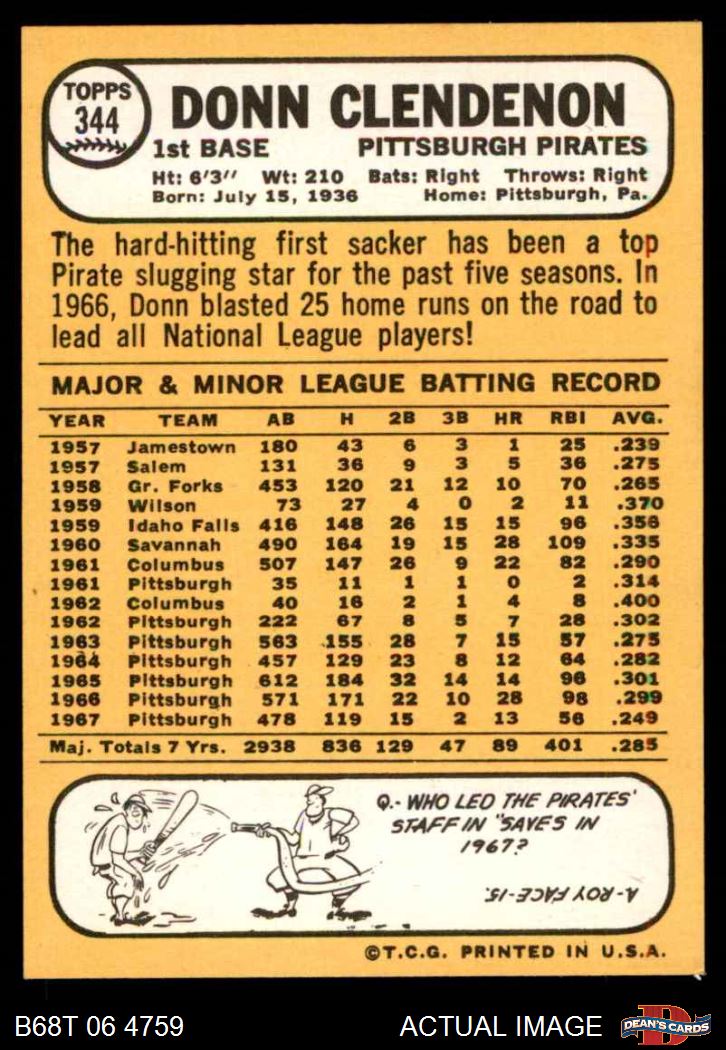 TOPPS
344
DONN CLENDENON
1st BASE PITTSBURGH PIRATES
Ht: 6'3" Wt: 210 Bats: Right Throws: Right
Born: July 15, 1936 Home: Pittsburgh, Pa.
The hard-hitting first sacker has been a top
Pirate slugging star for the past five seasons. In
1966, Donn blasted 25 home runs on the road to
lead all National League players!
MAJOR & MINOR LEAGUE BATTING RECORD
YEAR TEAM AB H 2B 3B HR RBI AVG.
1957 Jamestown 180 43 6 3 1 25 .239
1957 Salem 131 36 9 3 5 36 .275
1958 Gr. Forks 453 120 21 12 10 70 .265
1959 Wilson 73 27 4 0 2 11 .370
1959 Idaho Falls 416 148 26 15 15 96 .356
1960 Savannah 490 164 19 15 28 109 .335
1961 Columbus 507 147 26 9 22 82 .290
1961 Pittsburgh 35 11 1 1 0 2 .314
1962 Columbus 40 16 2 1 4 8 .400
1962 Pittsburgh 222 67 8 5 7 28 .302
1963 Pittsburgh 563 155 28 7 15 57 .275
1964 Pittsburgh 457 129 23 8 12 64 .282
1965 Pittsburgh 612 184 32 14 14 96 .301
1966 Pittsburgh 571 171 22 10 28 98 .299
1967 Pittsburgh 478 119 15 2 13 56 .249
Maj. Totals 7 Yrs. 2938 836 129 47 89 401 .285
Q.- WHO LED THE PIRATES'
STAFF IN "SAVES IN
1967?
A- ROY FACE-15.
©T.C.G. PRINTED IN U.S.A.
B68T 06 4759 ACTUAL IMAGE D DEAN'S CARDS